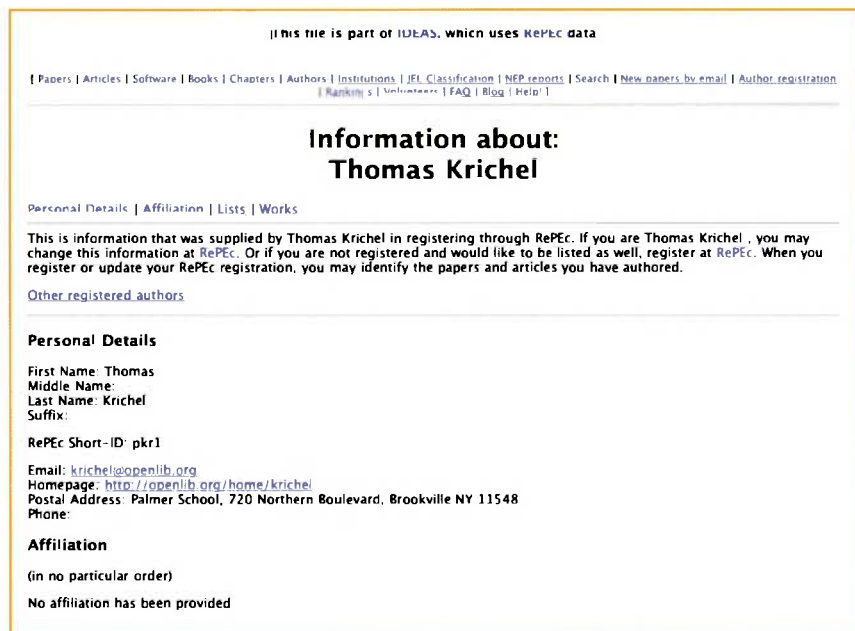 [This file is part of IDEAS, which uses RePEc data
[ Papers | Articles | Software | Books | Chapters | Authors | Institutions | JEL Classification | NEP reports | Search | New papers by email | Author registration
| Rankings | Volunteers | FAQ | Blog | Help! ]
Information about:
Thomas Krichel
Personal Details | Affiliation | Lists | Works
This is information that was supplied by Thomas Krichel in registering through RePEc. If you are Thomas Krichel , you may
change this information at RePEc. Or if you are not registered and would like to be listed as well, register at RePEc. When you
register or update your RePEc registration, you may identify the papers and articles you have authored.
Other registered authors
Personal Details
First Name: Thomas
Middle Name:
Last Name: Krichel
Suffix:
RePEc Short-ID: pkr1
Email: krichel@openlib.org
Homepage: http://openlib.org/home/krichel
Postal Address: Palmer School, 720 Northern Boulevard, Brookville NY 11548
Phone:
Affiliation
(in no particular order)
No affiliation has been provided